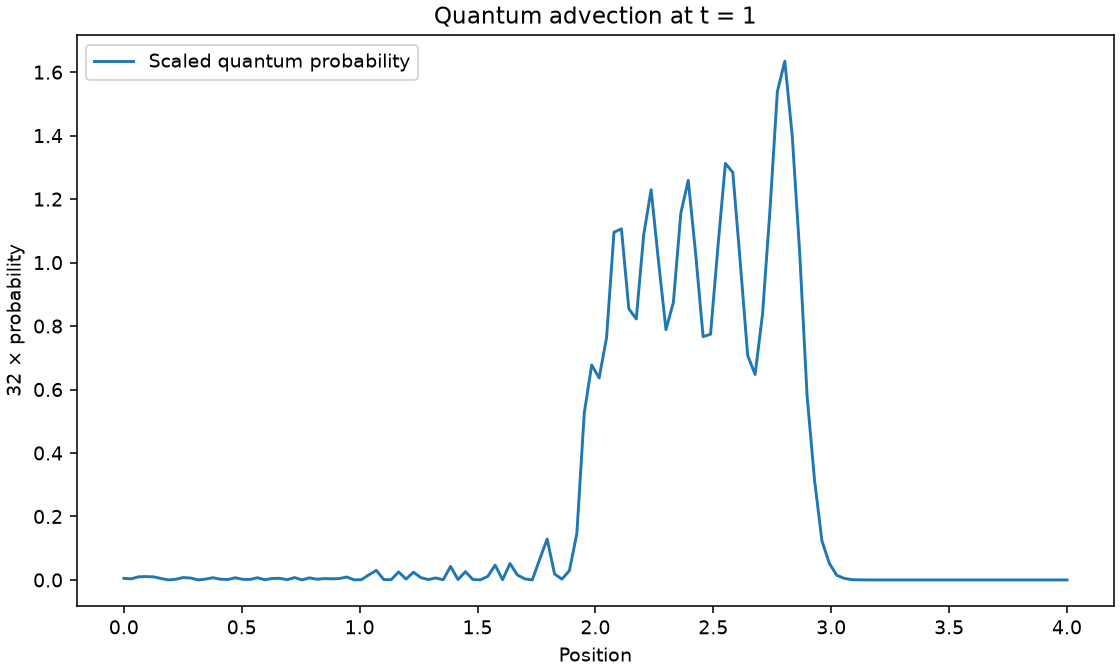 Quantum advection at t = 1
Scaled quantum probability
32 × probability
1.6
1.4
1.2
1.0
0.8
0.6
0.4
0.2
0.0
0.0 0.5 1.0 1.5 2.0 2.5 3.0 3.5 4.0
Position